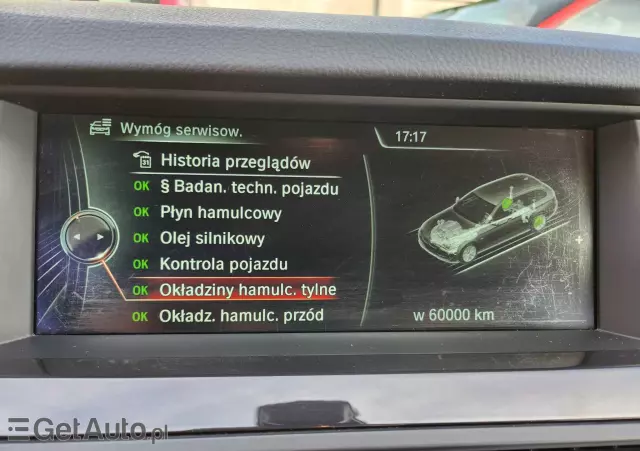 Wymóg serwisow.
17:17
Historia przeglądów
OK § Badan. techn. pojazdu
OK Płyn hamulcowy
OK Olej silnikowy
OK Kontrola pojazdu
OK Okładziny hamulc. tylne
OK Okładz. hamulc. przód
w 60000 km
GetAuto.pl